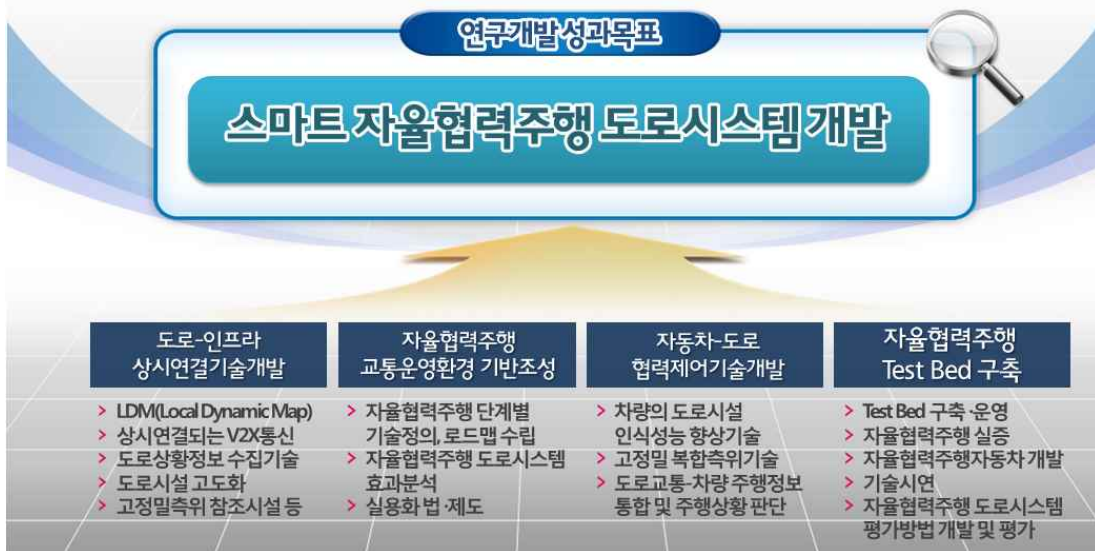 연구개발 성과목표
스마트 자율협력주행 도로시스템 개발
도로-인프라
상시연결기술개발
> LDM(Local Dynamic Map)
> 상시연결되는 V2X통신
> 도로상황정보 수집기술
> 도로시설 고도화
> 고정밀측위 참조시설 등
자율협력주행
교통운영환경 기반조성
> 자율협력주행 단계별
기술정의, 로드맵 수립
> 자율협력주행 도로시스템
효과분석
> 실용화 법·제도
자동차-도로
협력제어기술개발
> 차량의 도로시설
인식성능 향상기술
> 고정밀 복합측위기술
> 도로교통-차량 주행정보
통합 및 주행상황 판단
자율협력주행
Test Bed 구축
> Test Bed 구축·운영
> 자율협력주행 실증
> 자율협력주행자동차 개발
> 기술시연
> 자율협력주행 도로시스템
평가방법 개발 및 평가